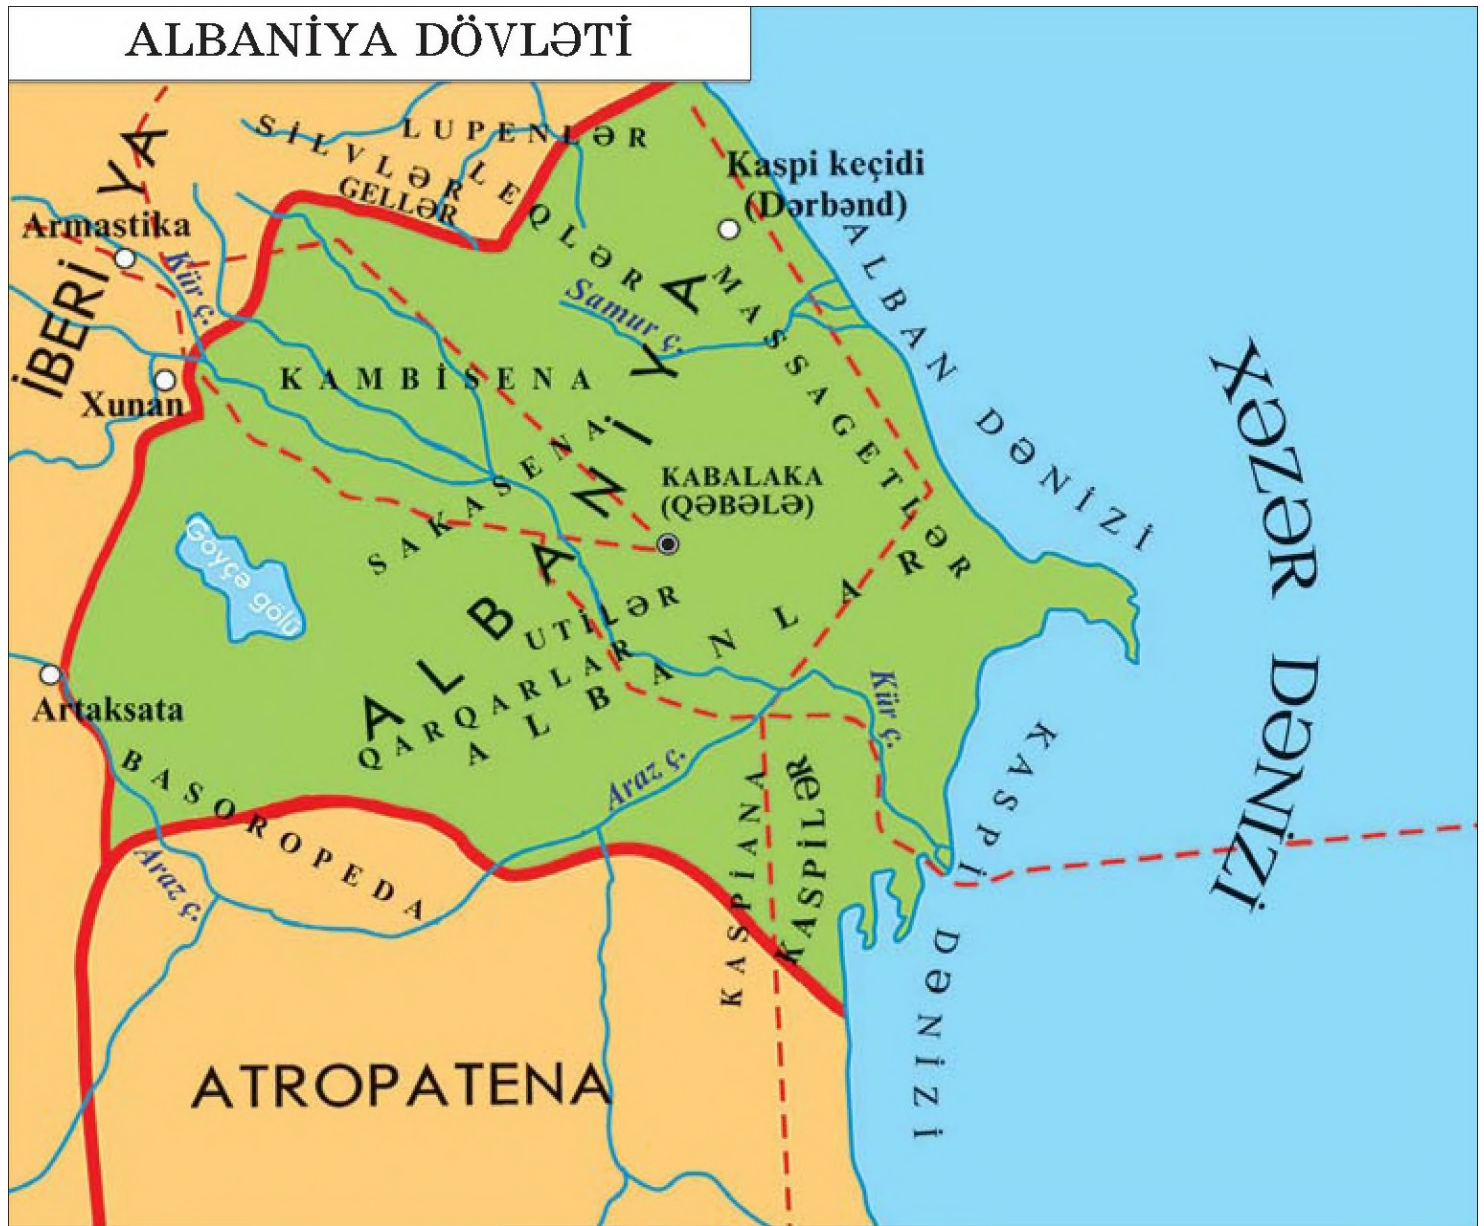 ALBANİYA DÖVLƏTİ
SİLVLƏR
LUPENLƏR
LEQLƏR
GELLƏR
Kaspi keçidi
(Dərbənd)
Armastika
İBERİYA
Kür ç.
Xunan
KAMBİSENA
Samur ç.
MASSAGETLƏR
ALBAN DƏNİZİ
XƏZƏR DƏNİZİ
SAKASENA
ALBANİYA
KABALAKA
(QƏBƏLƏ)
Göyçə gölü
UTİLƏR
QARQARLAR
ALBANLAR
Artaksata
BASOROPEDA
Araz ç.
Araz ç.
Kür ç.
KASPİANA
KASPİLƏR
KASPİ DƏNİZİ
ATROPATENA